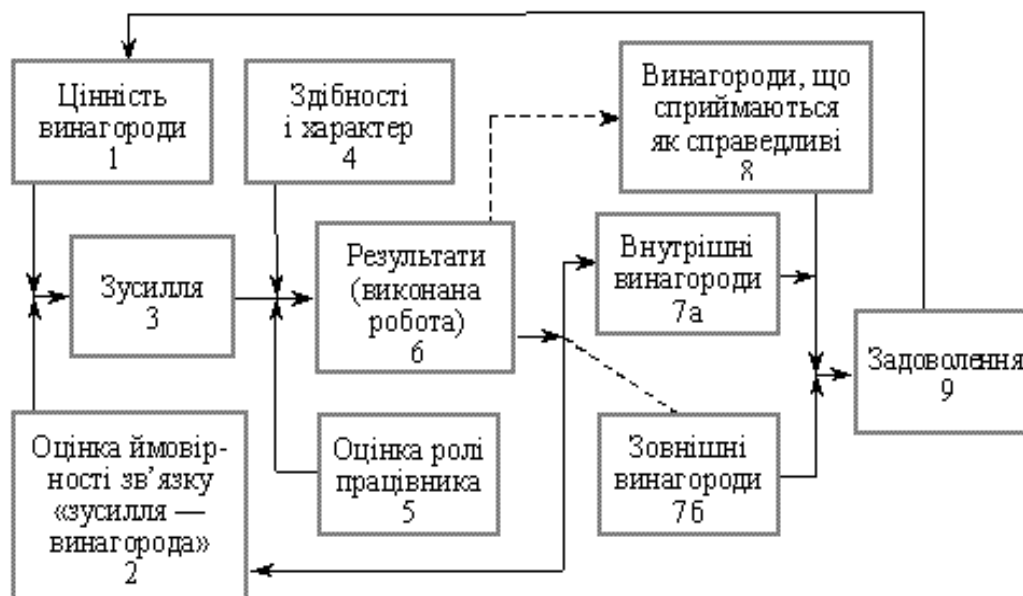 Цінність
винагороди
1
Здібності
і характер
4
Винагороди, що
сприймаються
як справедливі
8
Зусилля
3
Результати
(виконана
робота)
6
Внутрішні
винагороди
7а
Задоволення
9
Оцінка ймовір-
ності зв’язку
«зусилля —
винагорода»
2
Оцінка ролі
працівника
5
Зовнішні
винагороди
7б